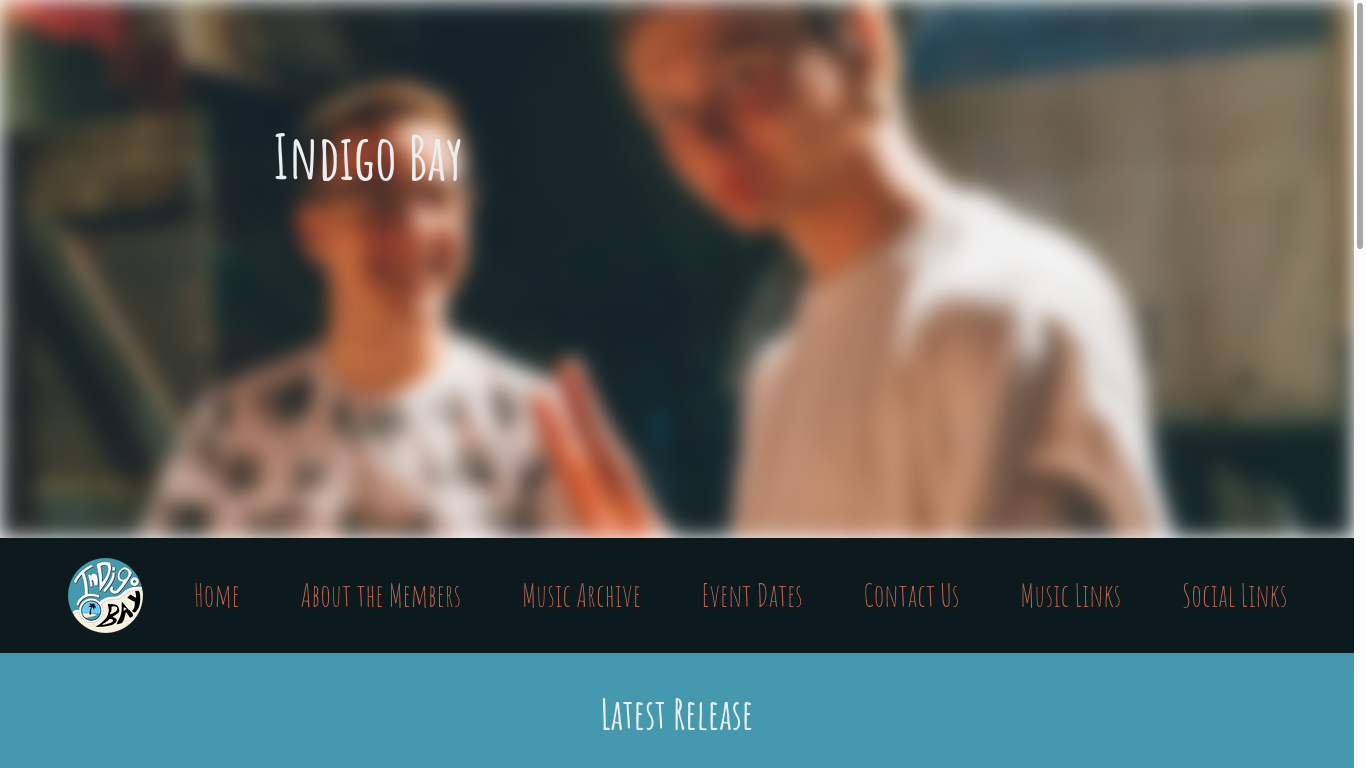 Indigo Bay
InDigo
BAY
Home
About the Members
Music Archive
Event Dates
Contact Us
Music Links
Social Links
Latest Release